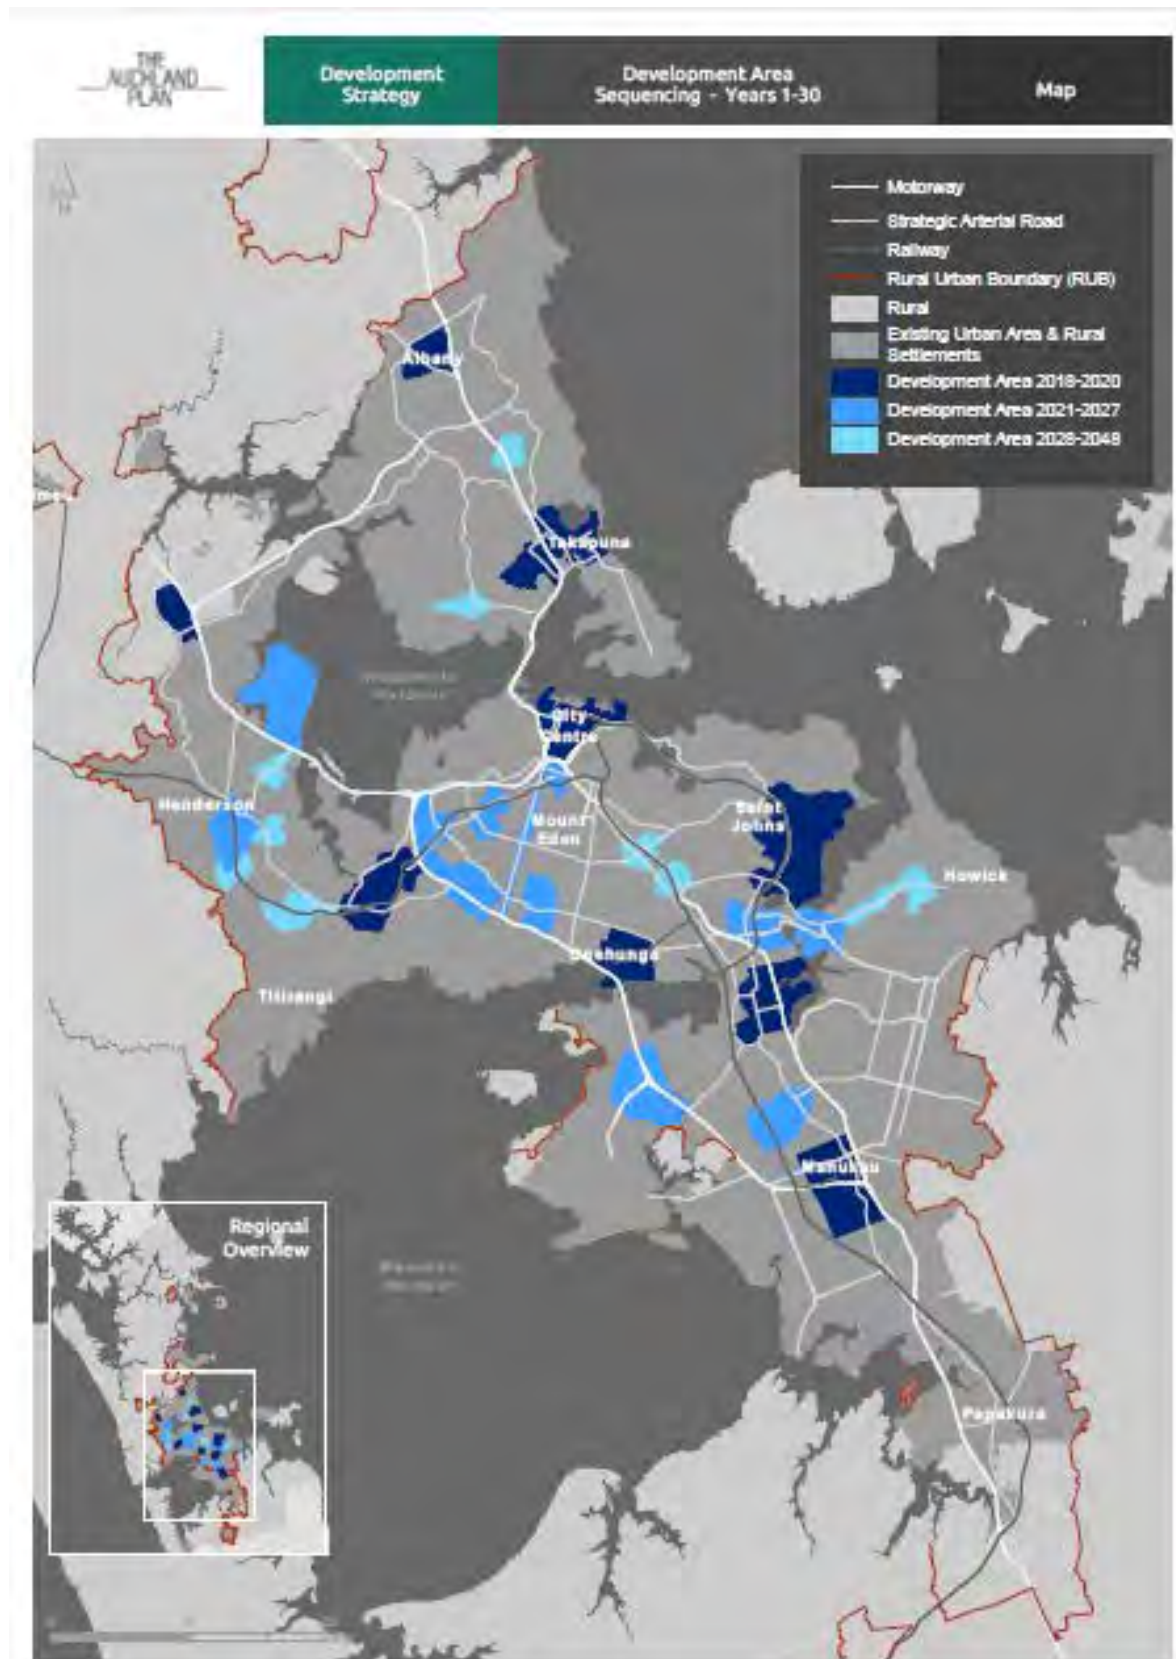 THE
AUCKLAND
PLAN
Development
Strategy
Development Area
Sequencing - Years 1-30
Map
Motorway
Strategic Arterial Road
Railway
Rural Urban Boundary (RUB)
Rural
Existing Urban Area & Rural
Settlements
Development Area 2018-2020
Development Area 2021-2027
Development Area 2028-2048
Albany
Takapuna
City
Centre
Henderson
Mount
Eden
Saint
Johns
Howick
Onehunga
Titirangi
Manukau
Regional
Overview
Papakura